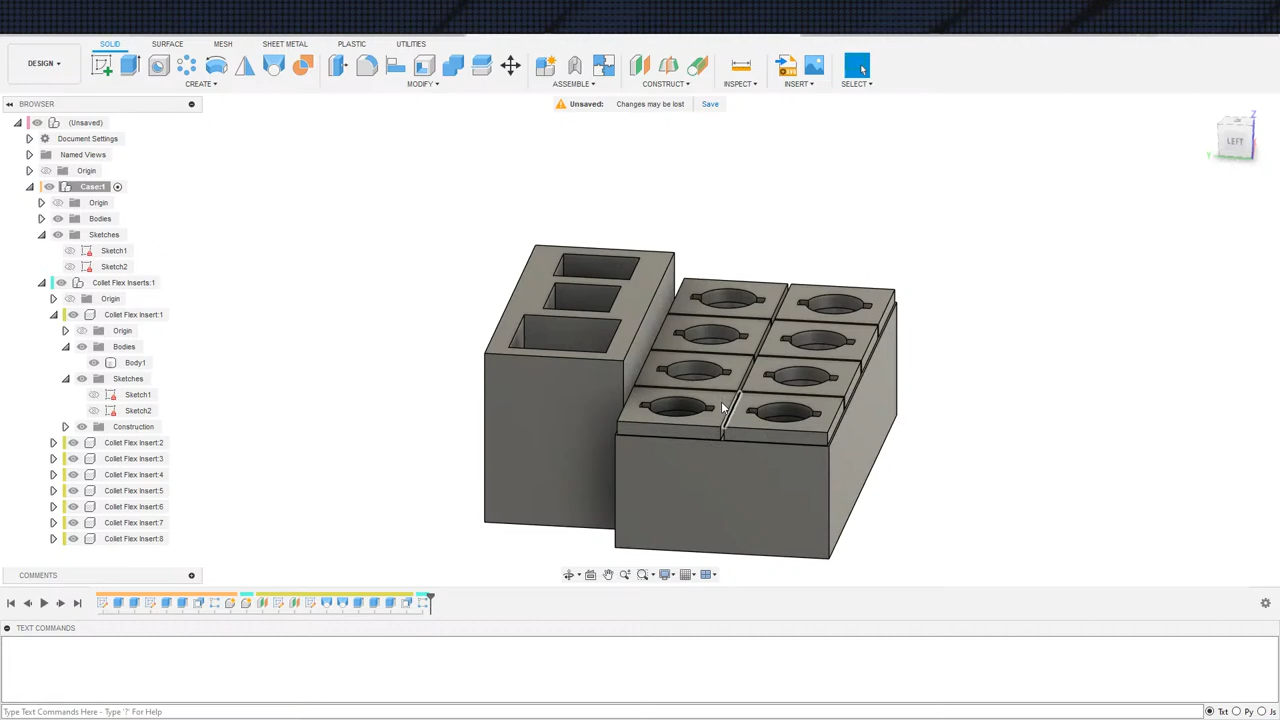 SOLID SURFACE MESH SHEET METAL PLASTIC UTILITIES
DESIGN ▾
CREATE ▾ MODIFY ▾ ASSEMBLE ▾ CONSTRUCT ▾ INSPECT ▾ INSERT ▾ SELECT ▾
BROWSER
Unsaved: Changes may be lost Save
(Unsaved)
Document Settings
Named Views
Origin
Case:1
Origin
Bodies
Sketches
Sketch1
Sketch2
Collet Flex Inserts:1
Origin
Collet Flex Insert:1
Origin
Bodies
Body1
Sketches
Sketch1
Sketch2
Construction
Collet Flex Insert:2
Collet Flex Insert:3
Collet Flex Insert:4
Collet Flex Insert:5
Collet Flex Insert:6
Collet Flex Insert:7
Collet Flex Insert:8
LEFT
Z
Y
COMMENTS
TEXT COMMANDS
Type Text Commands Here - Type '?' For Help
Txt Py Js